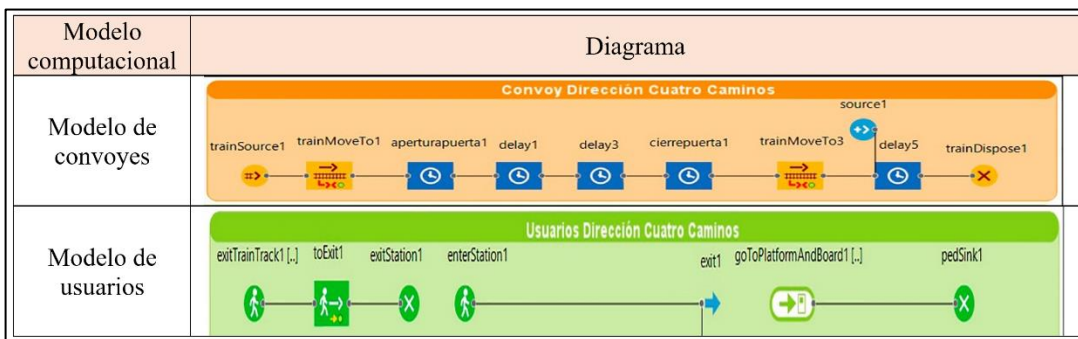 Modelo
computacional
Diagrama
Modelo de
convoyes
Convoy Dirección Cuatro Caminos
source1
trainSource1 trainMoveTo1 aperturapuerta1 delay1 delay3 cierrepuerta1 trainMoveTo3 delay5 trainDispose1
Modelo de
usuarios
Usuarios Dirección Cuatro Caminos
exitTrainTrack1 [..] toExit1 exitStation1 enterStation1 exit1 goToPlatformAndBoard1 [..] pedSink1